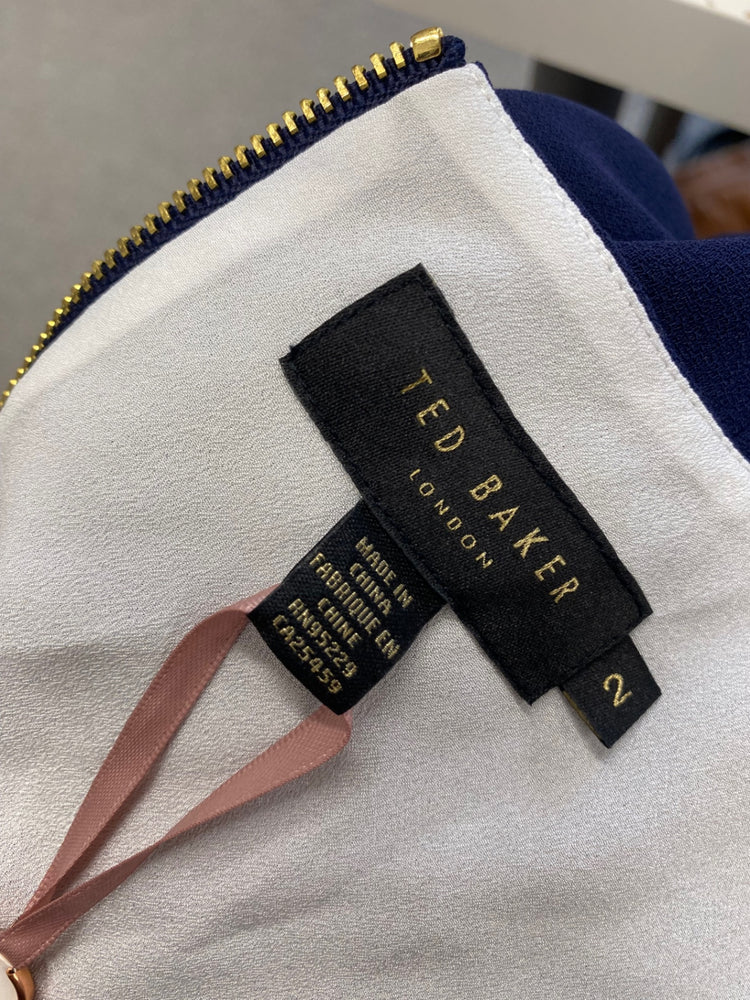 TED BAKER
LONDON
2
MADE IN
CHINA
FABRIQUE EN
CHINE
RN95229
CA25459